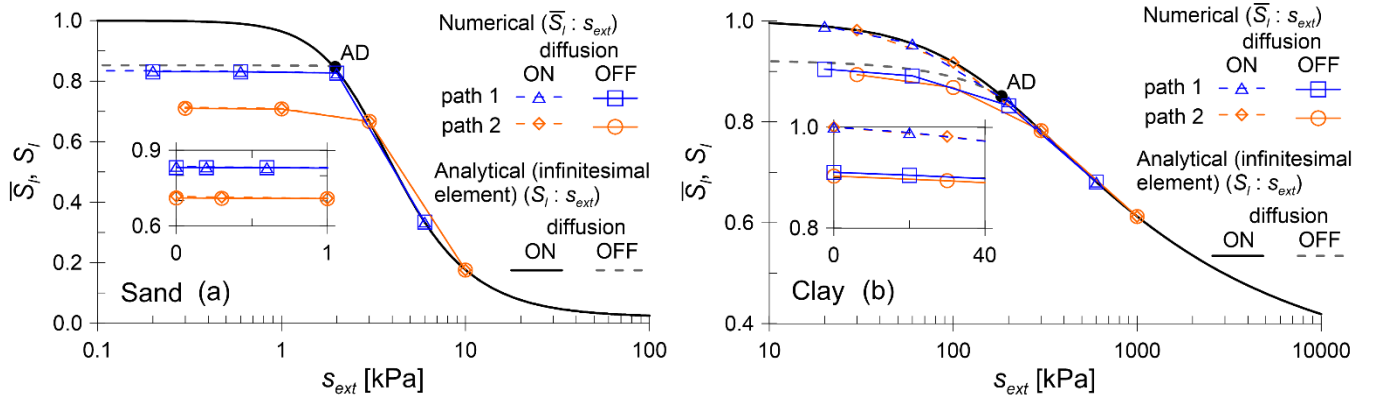 1.0
0.8
0.6
0.4
0.2
0.0
S̅l, Sl
AD
Numerical (S̅l : sext)
diffusion
ON OFF
path 1
path 2
Analytical (infinitesimal
element) (Sl : sext)
diffusion
ON OFF
0.9
0.6
0 1
Sand (a)
0.1 1 10 100
sext [kPa]
1.0
0.8
0.6
0.4
S̅l, Sl
AD
Numerical (S̅l : sext)
diffusion
ON OFF
path 1
path 2
Analytical (infinitesimal
element) (Sl : sext)
diffusion
ON OFF
1.0
0.8
0 40
Clay (b)
10 100 1000 10000
sext [kPa]